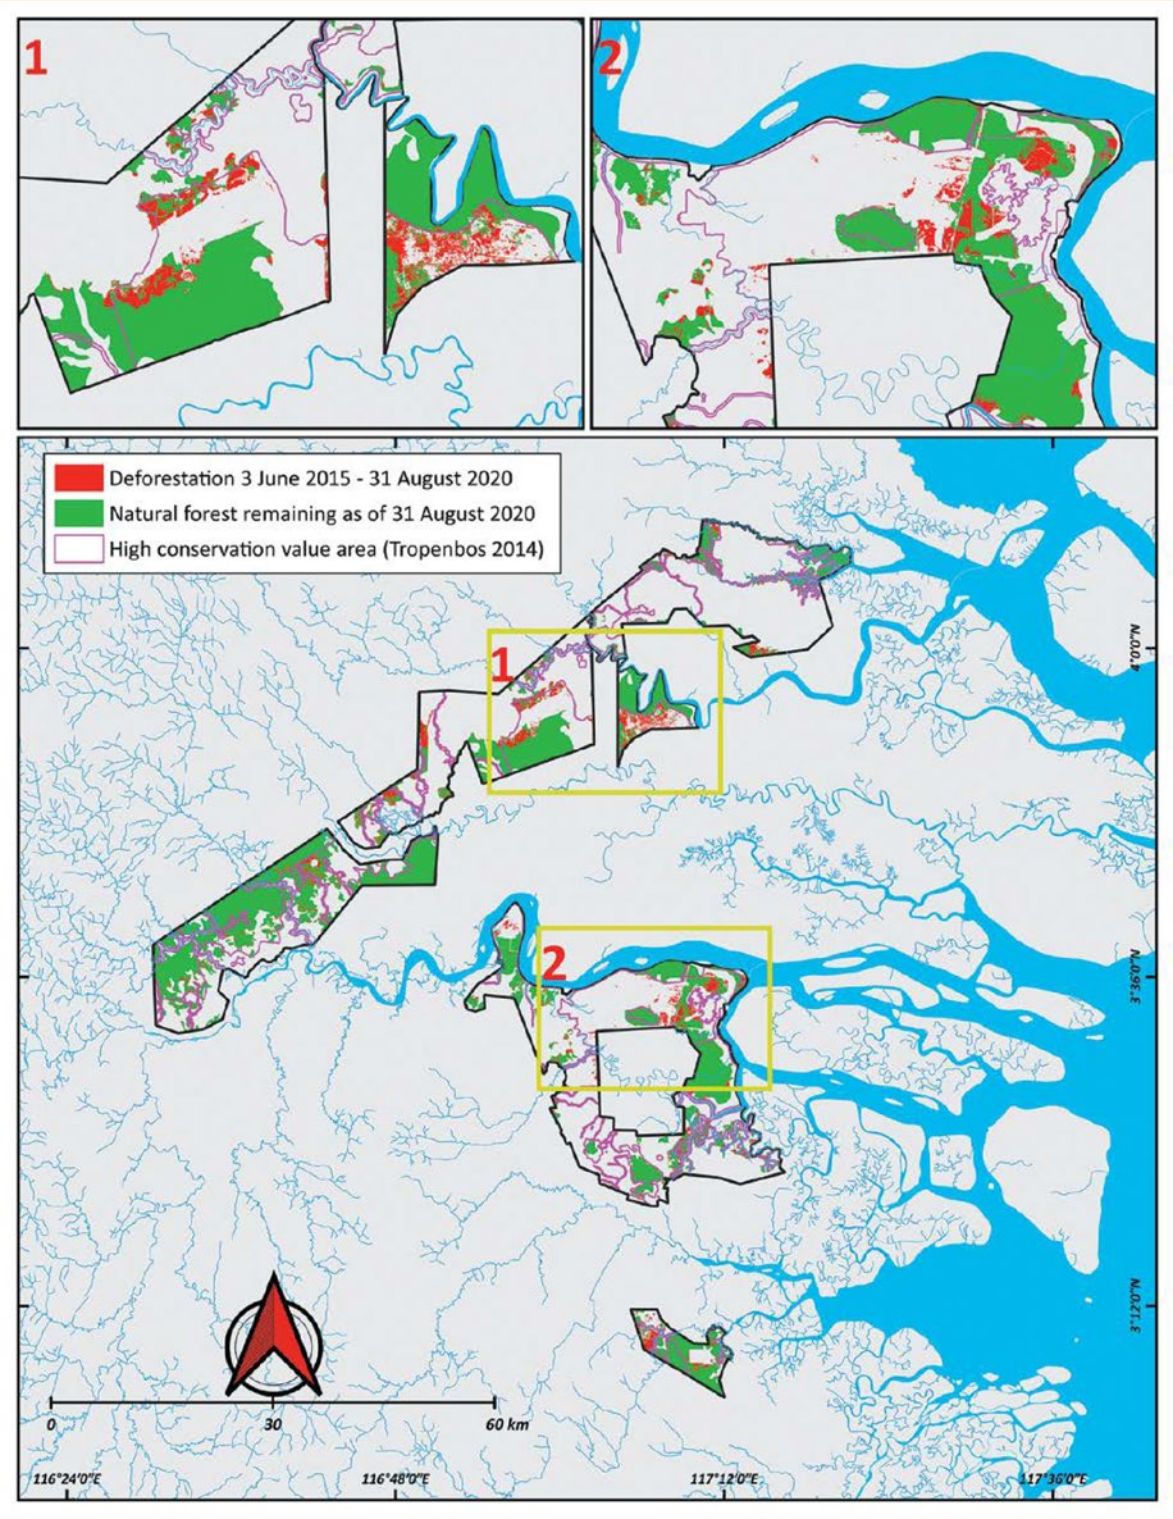 1
2
Deforestation 3 June 2015 - 31 August 2020
Natural forest remaining as of 31 August 2020
High conservation value area (Tropenbos 2014)
1
2
4°0'0"N
3°36'0"N
3°12'0"N
0 30 60 km
116°24'0"E 116°48'0"E 117°12'0"E 117°36'0"E